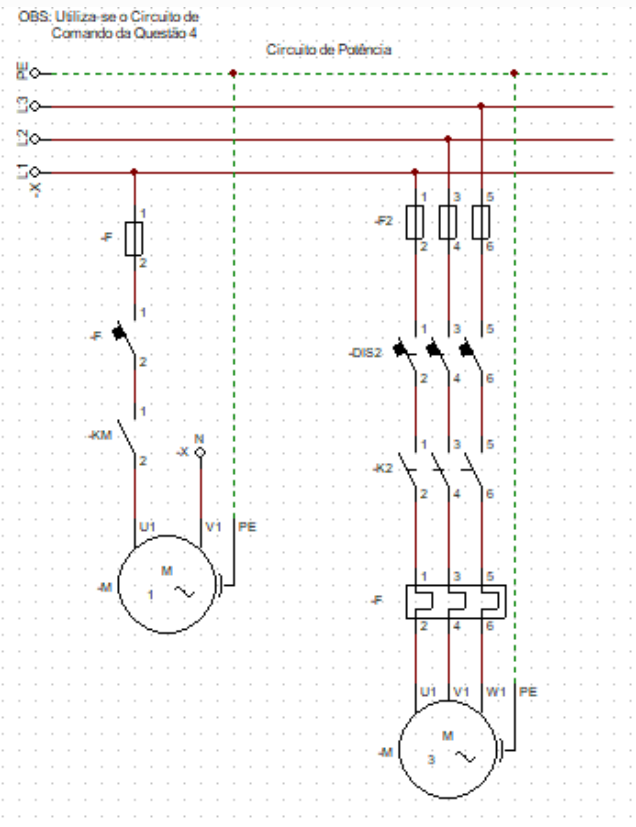 OBS: Utiliza-se o Circuito de
Comando da Questão 4
Circuito de Potência
PE
L3
L2
L1
-X
1
-F
2
1
-F
2
1
-KM
2
N
-X
U1
V1
PE
M
-M
1
1
3
5
-F2
2
4
6
1
3
5
-DIS2
2
4
6
1
3
5
-K2
2
4
6
1
3
5
-F
2
4
6
U1
V1
W1
PE
M
-M
3